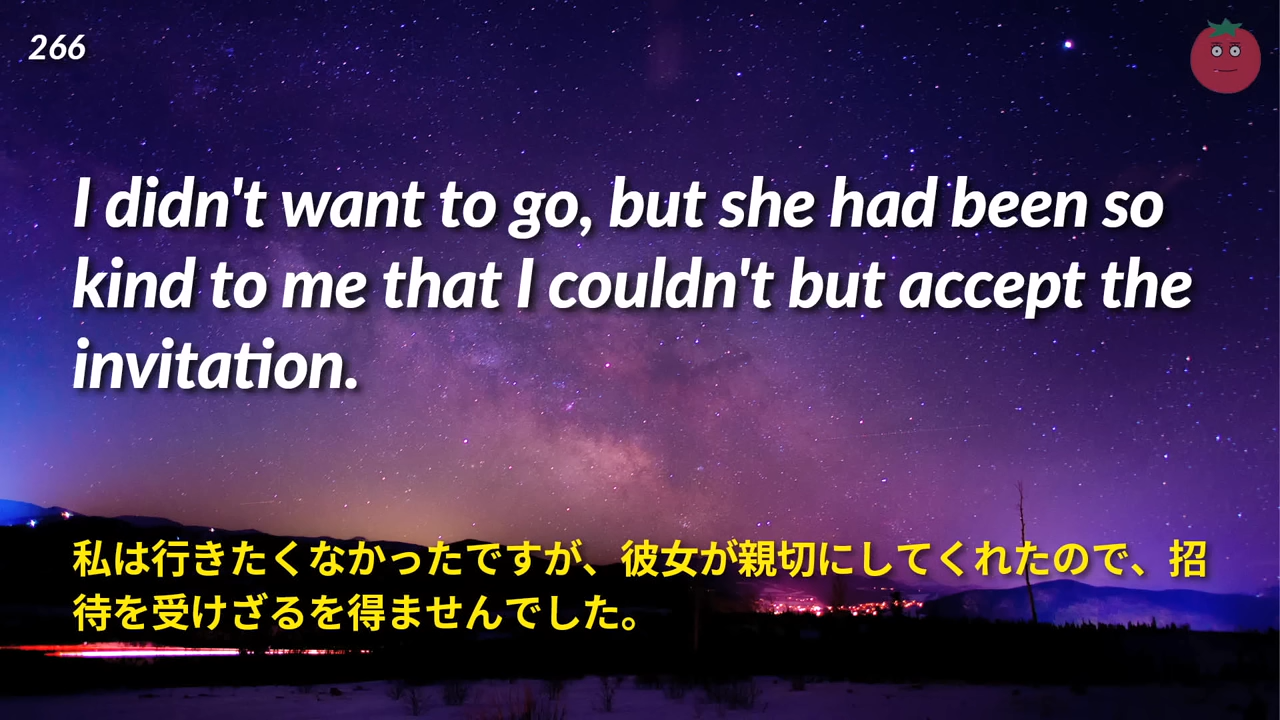 266
I didn't want to go, but she had been so
kind to me that I couldn't but accept the
invitation.
私は行きたくなかったですが、彼女が親切にしてくれたので、招
待を受けざるを得ませんでした。